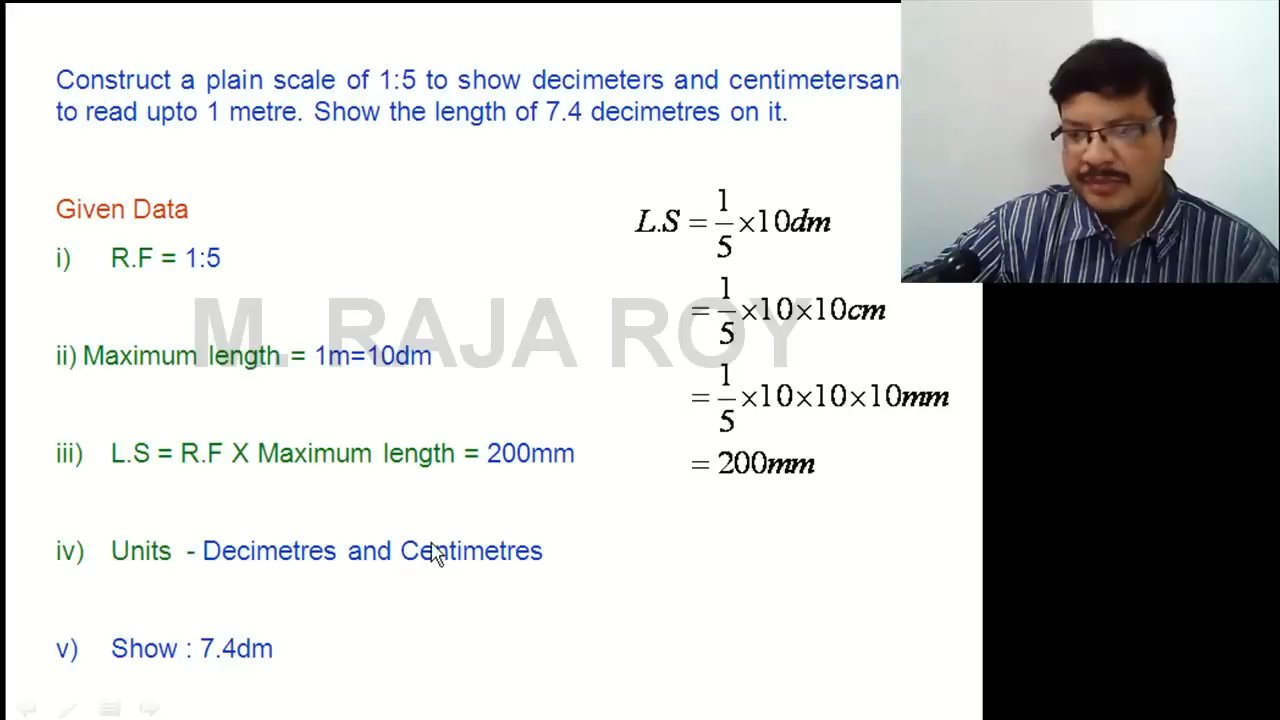 Construct a plain scale of 1:5 to show decimeters and centimetersan
to read upto 1 metre. Show the length of 7.4 decimetres on it.
Given Data
i) R.F = 1:5
ii) Maximum length = 1m=10dm
iii) L.S = R.F X Maximum length = 200mm
iv) Units - Decimetres and Centimetres
v) Show : 7.4dm
L.S = 1/5 ×10dm
= 1/5 ×10×10cm
= 1/5 ×10×10×10mm
= 200mm
M. RAJA ROY